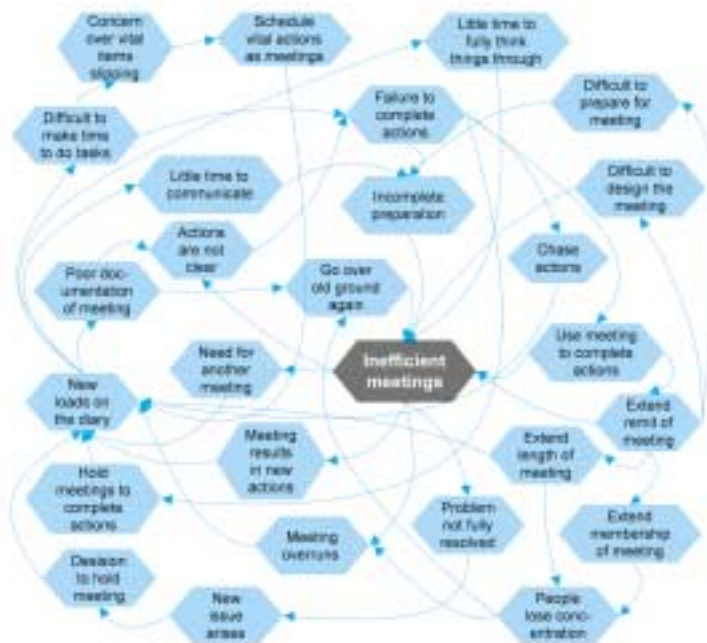 Concern
over vital
items
slipping
Schedule
vital actions
as meetings
Little time to
fully think
things through
Difficult to
make time
to do tasks
Failure to
complete
actions
Difficult to
prepare for
meeting
Little time to
communicate
Incomplete
preparation
Difficult to
design the
meeting
Actions
are not
clear
Chase
actions
Poor doc-
umentation
of meeting
Go over
old ground
again
Use meeting
to complete
actions
Need for
another
meeting
Inefficient
meetings
New
loads on
the diary
Extend
remit of
meeting
Meeting
results
in new
actions
Extend
length of
meeting
Hold
meetings to
complete
actions
Problem
not fully
resolved
Extend
membership
of meeting
Meeting
overruns
Decision
to hold
meeting
New
issue
arises
People
lose conc-
entration